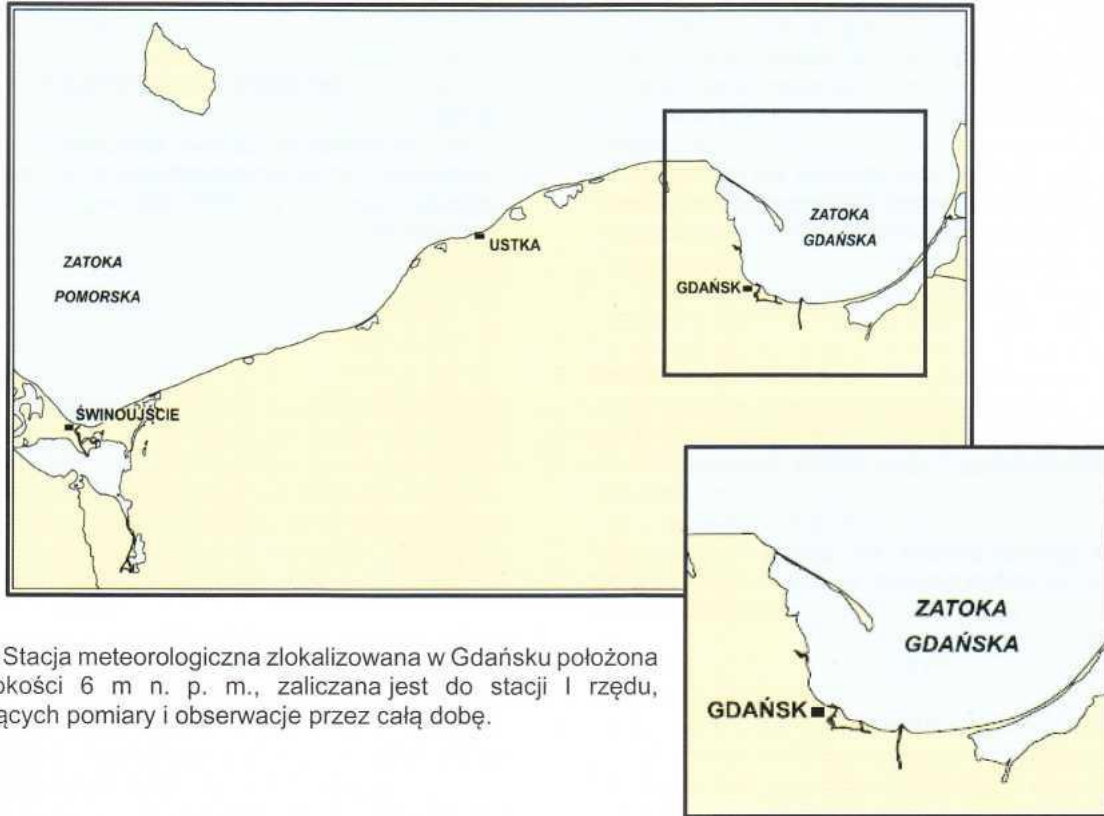 ZATOKA
POMORSKA
USTKA
ZATOKA
GDAŃSKA
GDAŃSK
ŚWINOUJŚCIE
ZATOKA
GDAŃSKA
GDAŃSK
Stacja meteorologiczna zlokalizowana w Gdańsku położona
okości 6 m n. p. m., zaliczana jest do stacji I rzędu,
ących pomiary i obserwacje przez całą dobę.